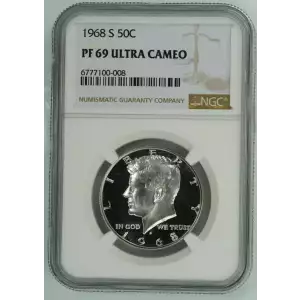 1968 S 50C
PF 69 ULTRA CAMEO
6777100-008
NUMISMATIC GUARANTY COMPANY
NGC
LIBERTY
IN GOD WE TRUST
1968